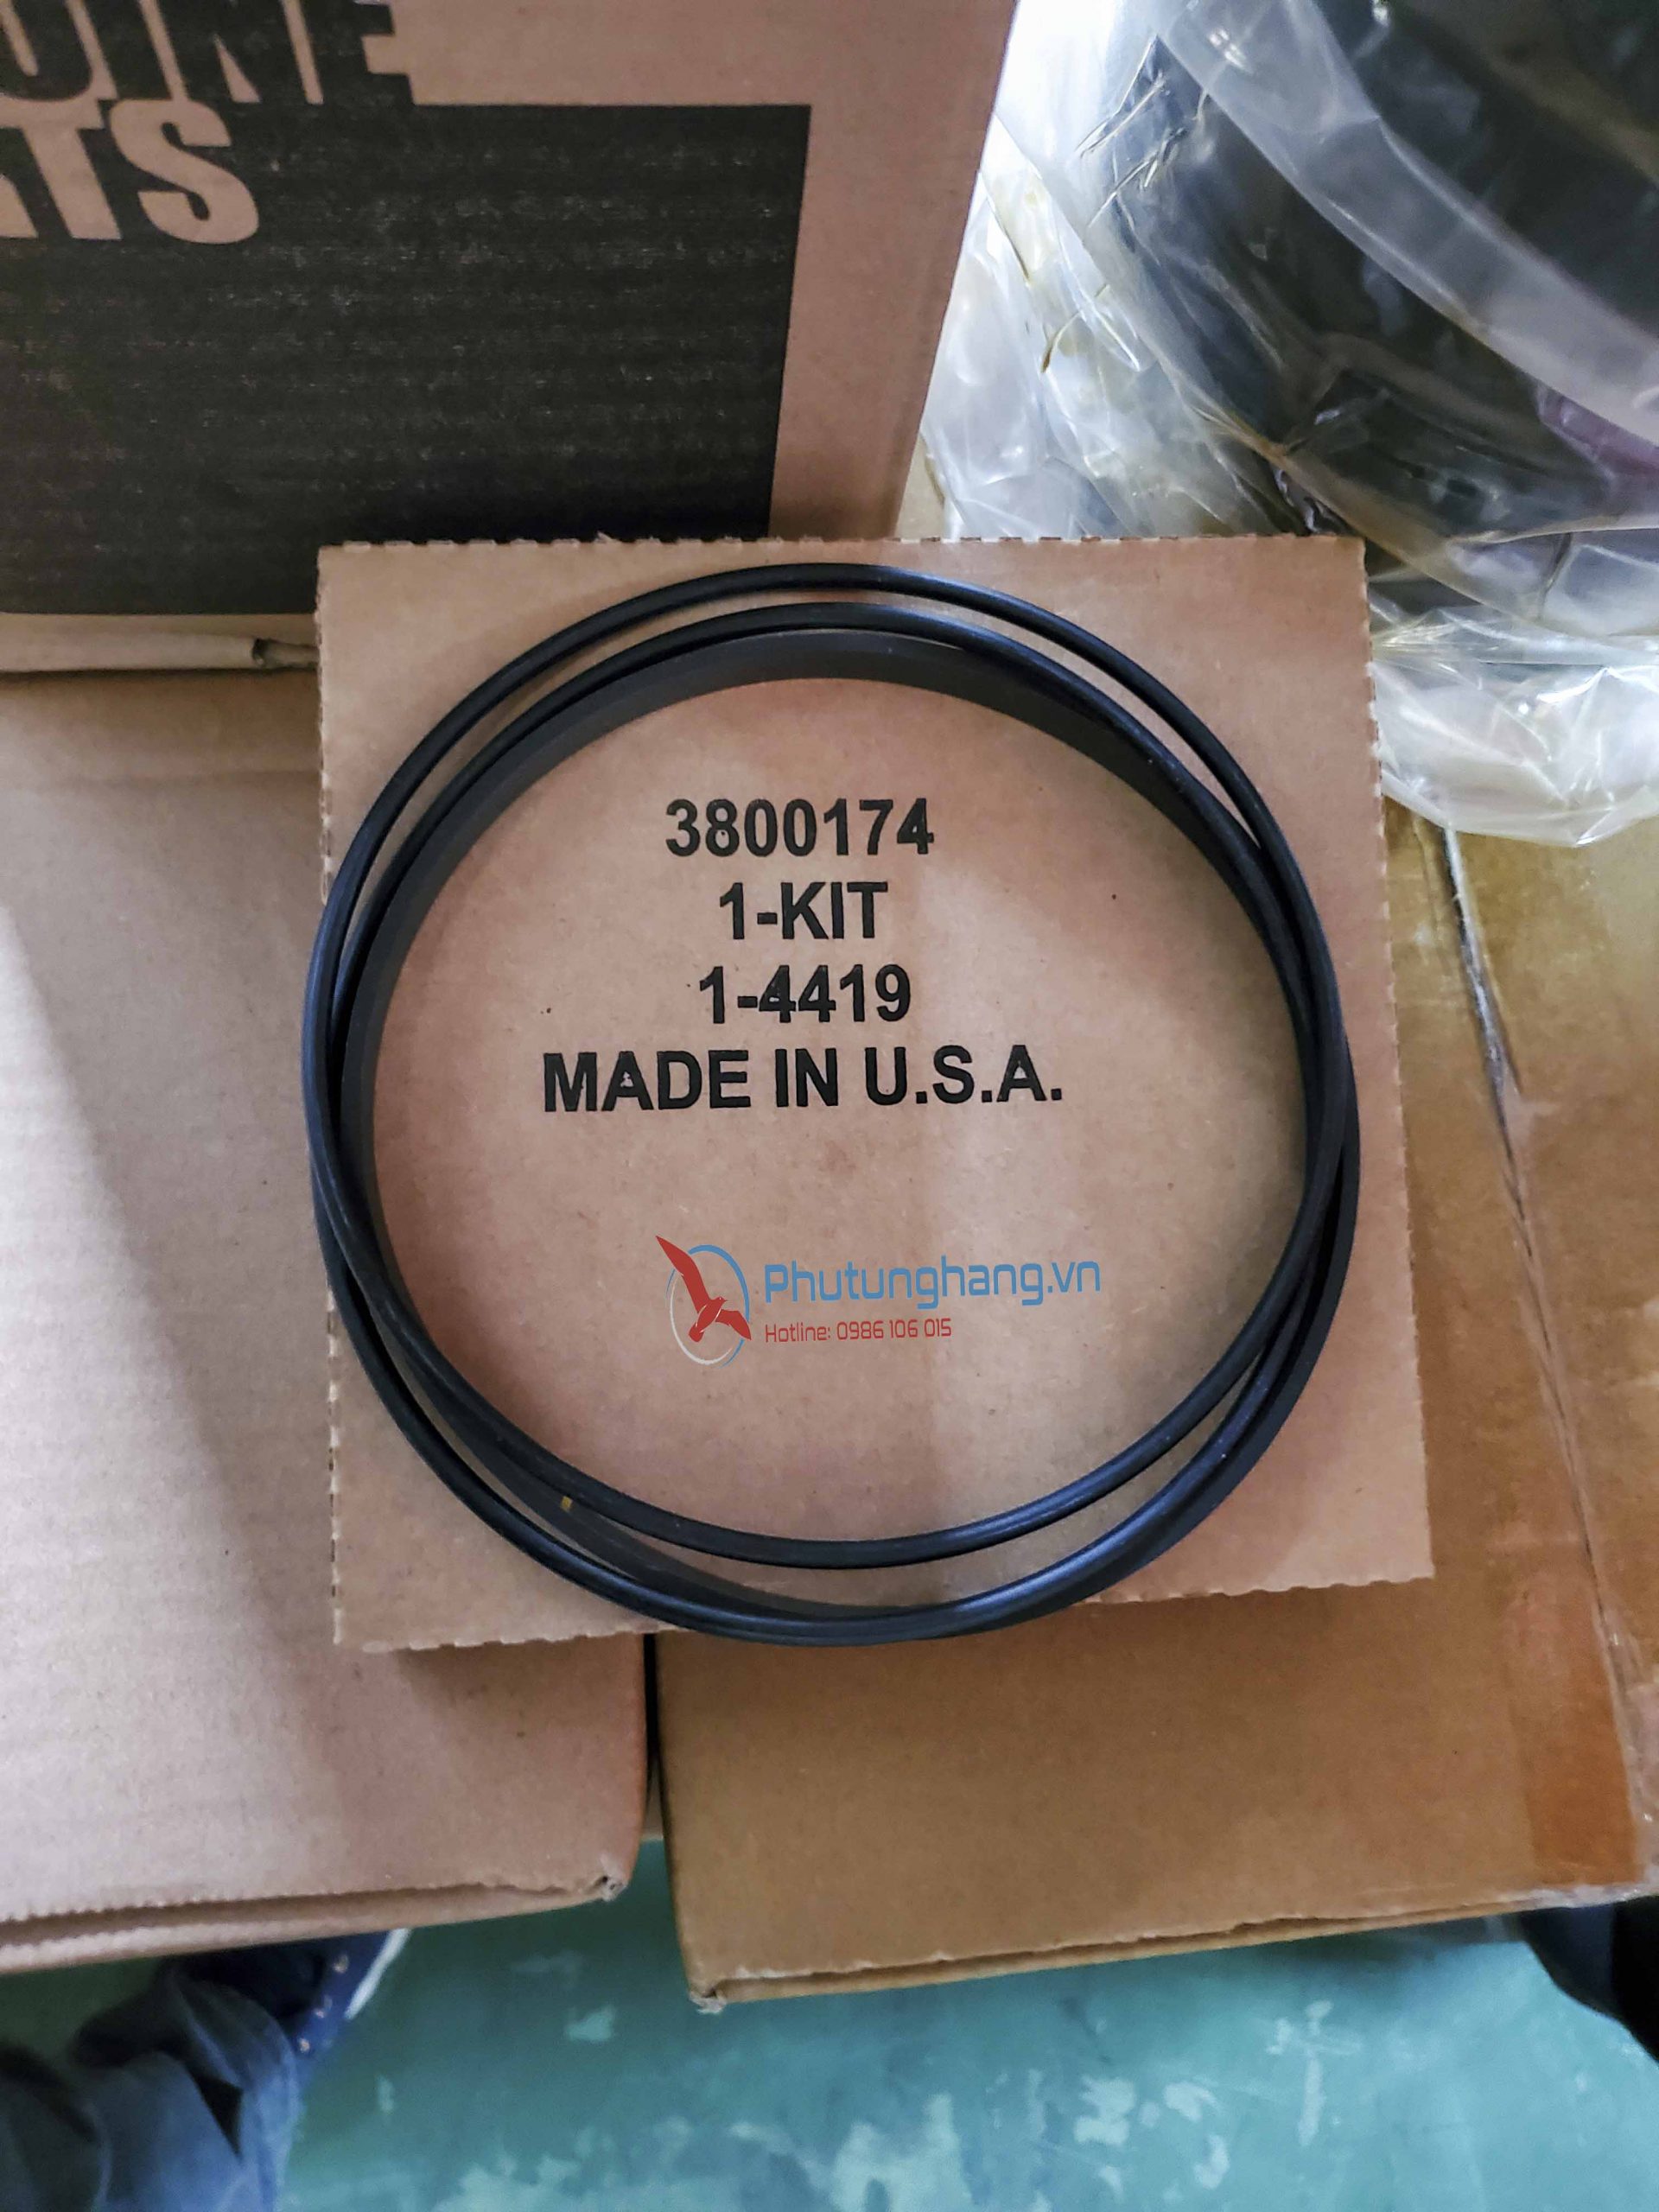 3800174
1-KIT
1-4419
MADE IN U.S.A.
Phutunghang.vn
Hotline: 0986 106 015